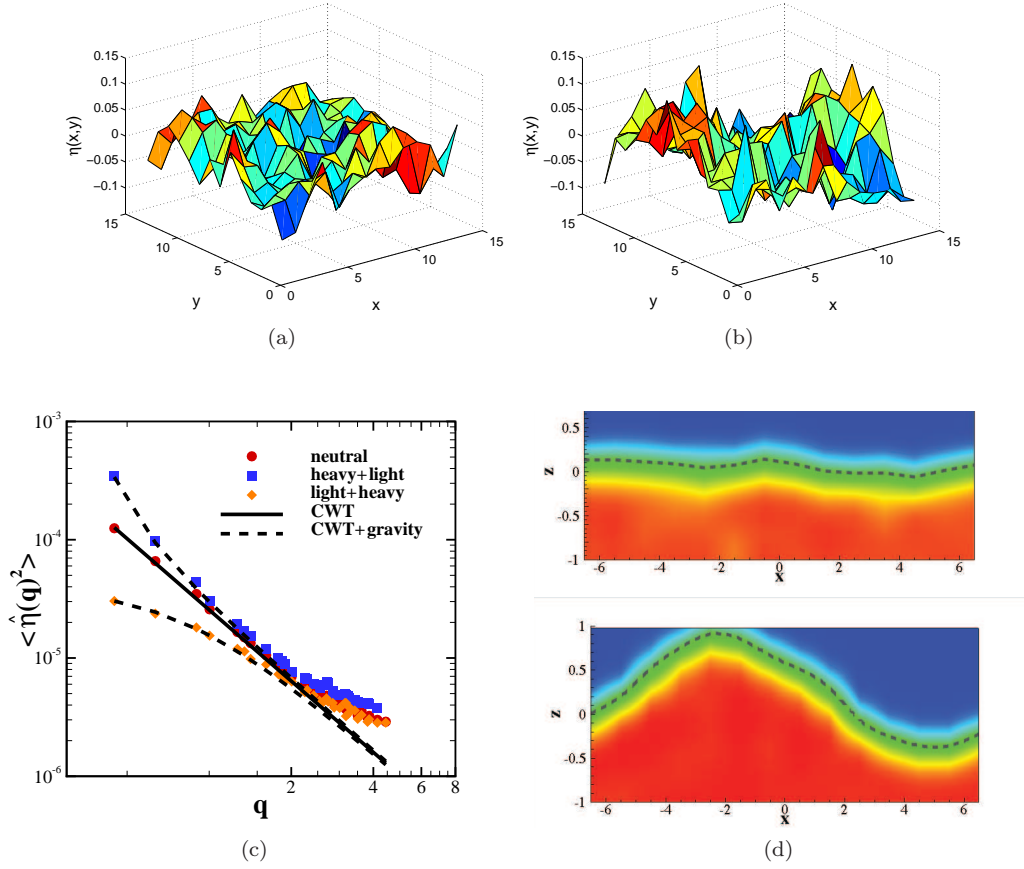 0.15
0.1
0.05
0
−0.05
−0.1
η(x,y)
15
10
5
0
y
0
5
10
15
x
(a)
0.15
0.1
0.05
0
−0.05
−0.1
η(x,y)
15
10
5
0
y
0
5
10
15
x
(b)
10-3
10-4
10-5
10-6
<η̂(q)2>
neutral
heavy+light
light+heavy
CWT
CWT+gravity
2
4
6
8
q
(c)
0.5
0
-0.5
-1
z
-6
-4
-2
0
2
4
6
x
1
0.5
0
-0.5
-1
z
-6
-4
-2
0
2
4
6
x
(d)